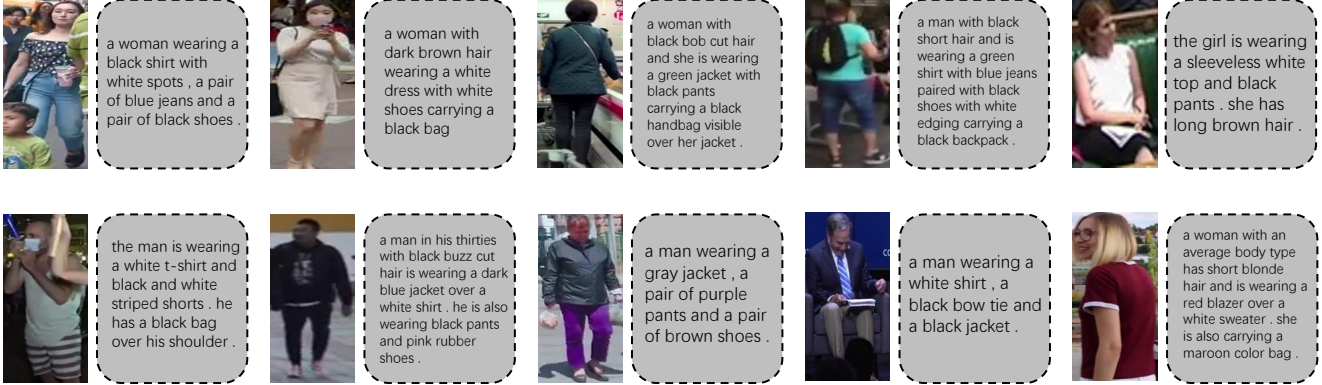 a woman wearing a
black shirt with
white spots , a pair
of blue jeans and a
pair of black shoes .
a woman with
dark brown hair
wearing a white
dress with white
shoes carrying a
black bag
a woman with
black bob cut hair
and she is wearing
a green jacket with
black pants
carrying a black
handbag visible
over her jacket .
a man with black
short hair and is
wearing a green
shirt with blue jeans
paired with black
shoes with white
edging carrying a
black backpack .
the girl is wearing
a sleeveless white
top and black
pants . she has
long brown hair .
the man is wearing
a white t-shirt and
black and white
striped shorts . he
has a black bag
over his shoulder .
a man in his thirties
with black buzz cut
hair is wearing a dark
blue jacket over a
white shirt . he is also
wearing black pants
and pink rubber
shoes .
a man wearing a
gray jacket , a
pair of purple
pants and a pair
of brown shoes .
a man wearing a
white shirt , a
black bow tie and
a black jacket .
a woman with an
average body type
has short blonde
hair and is wearing a
red blazer over a
white sweater . she
is also carrying a
maroon color bag .